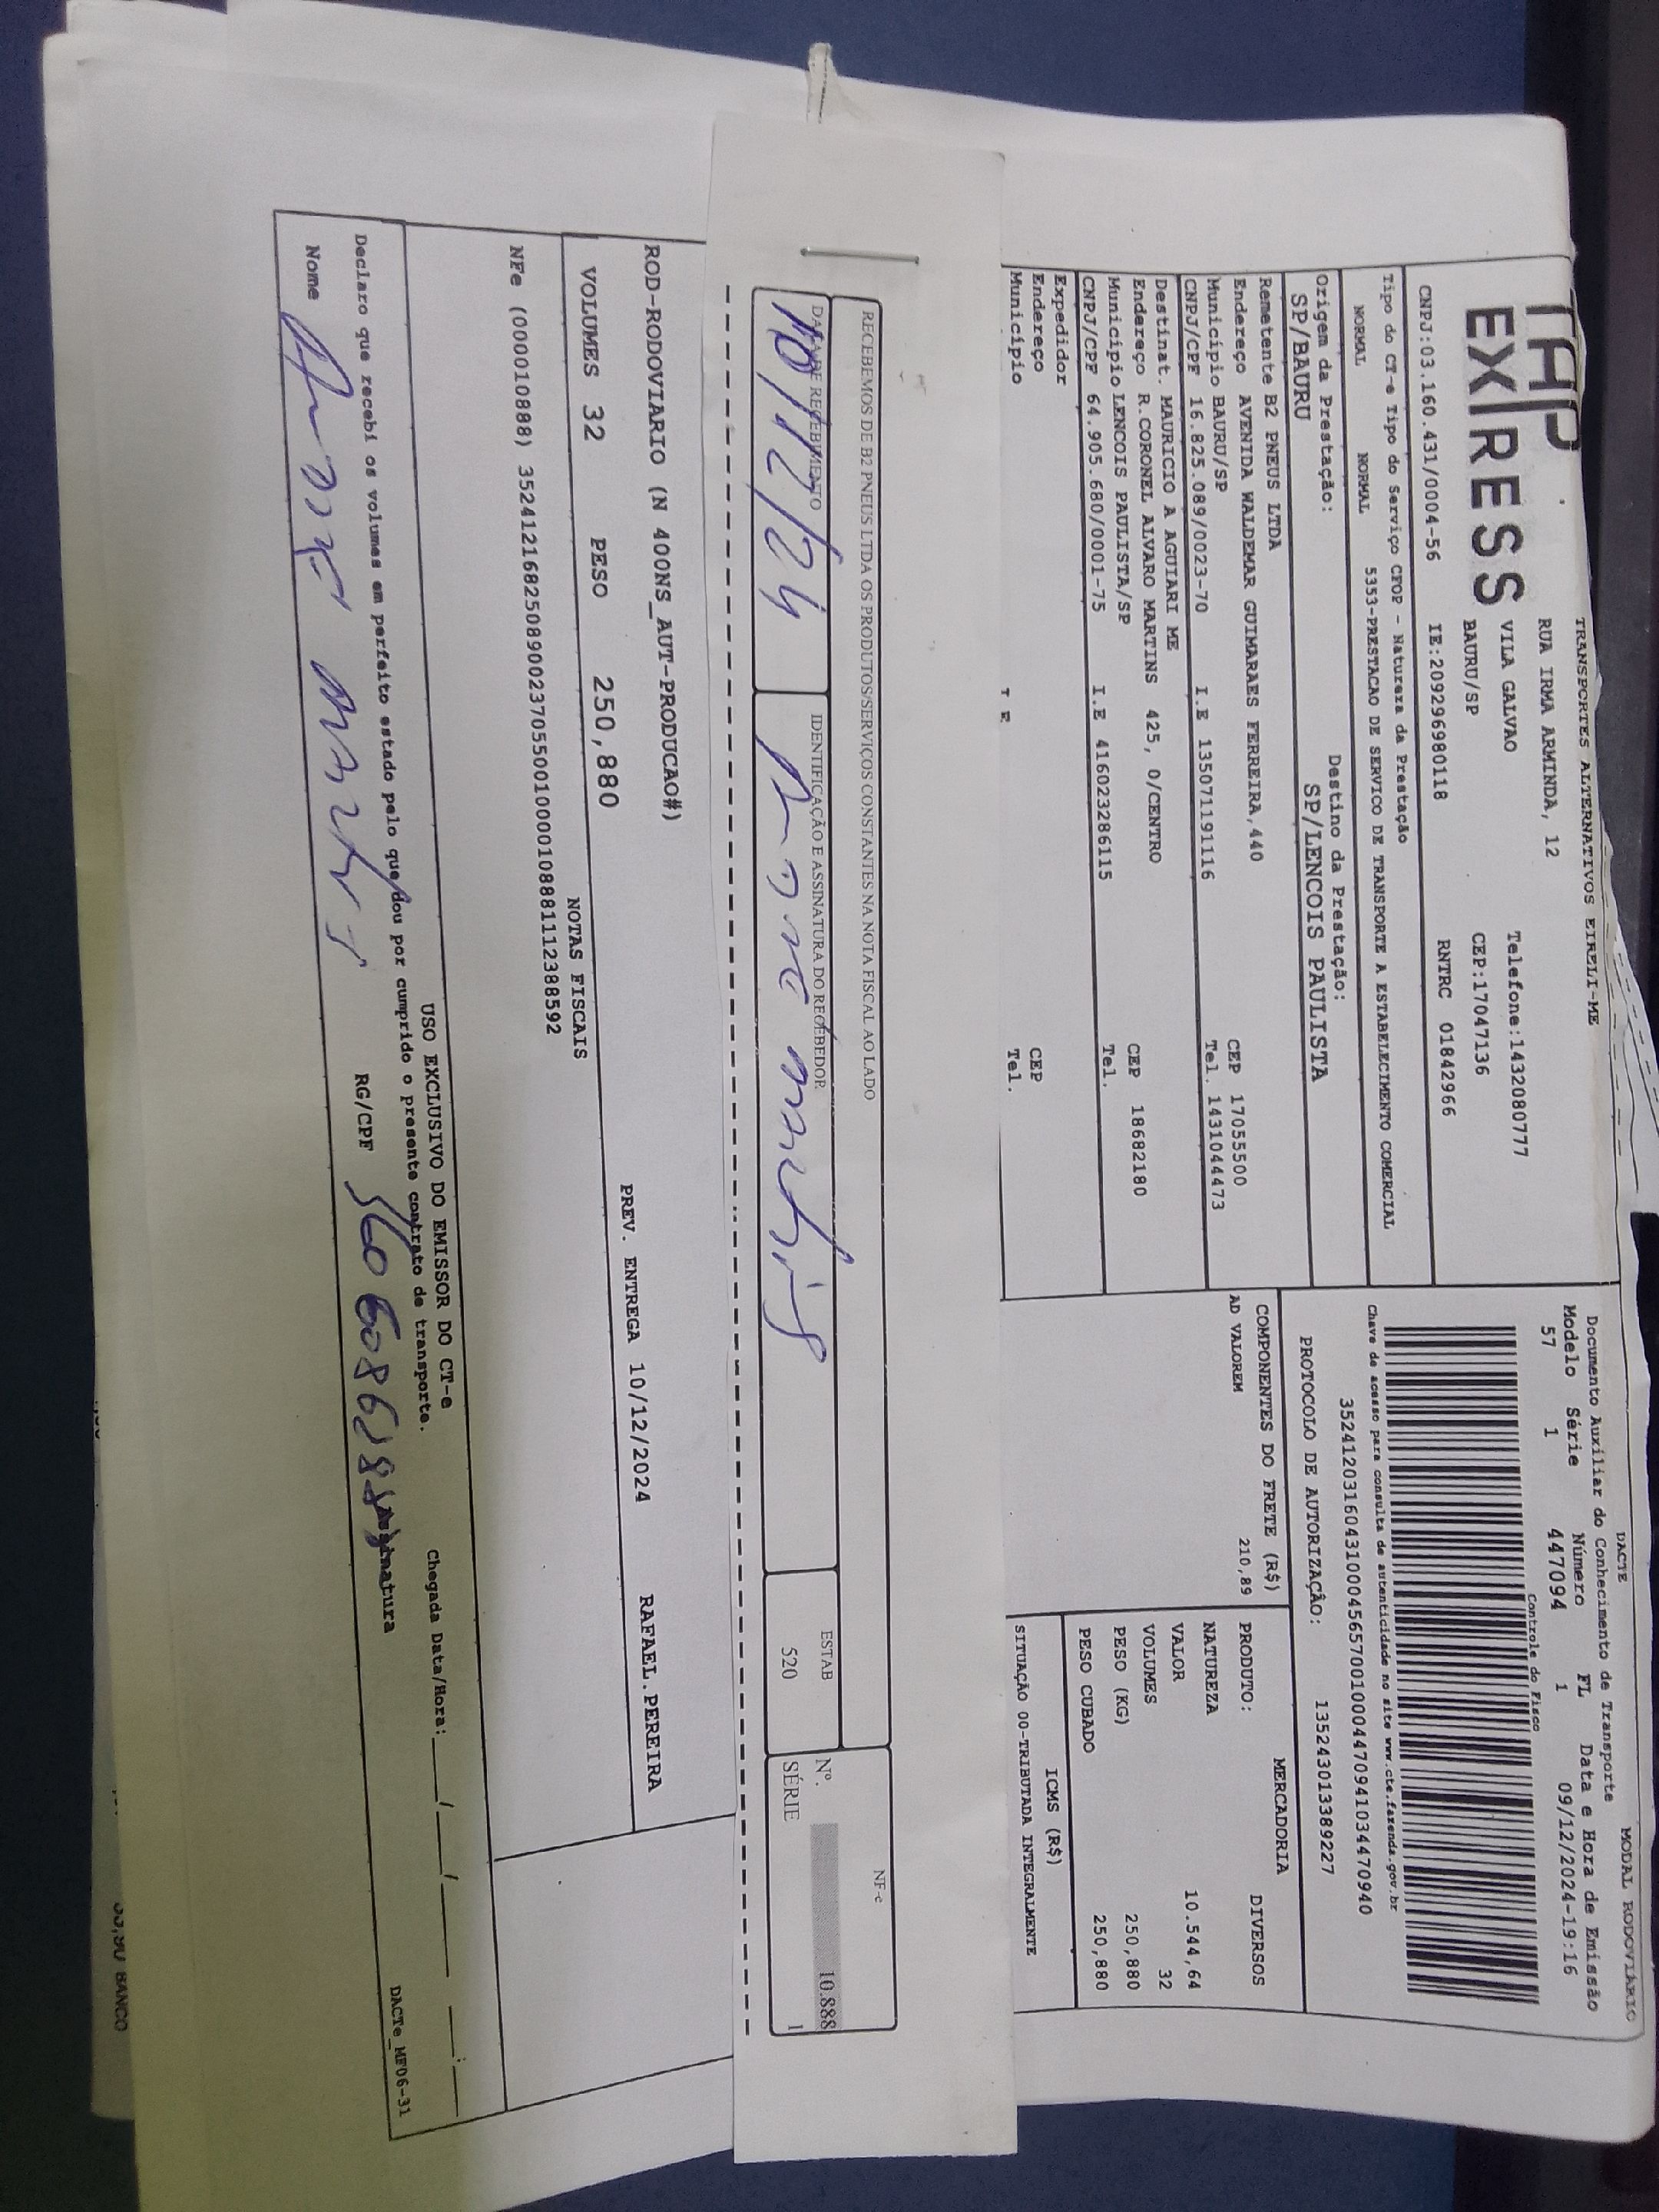 TRANSPORTES ALTERNATIVOS EIRELI-ME
EXPRESS
RUA IRMA ARMINDA, 12
VILA GALVAO Telefone:1432080777
BAURU/SP CEP:17047136
CNPJ:03.160.431/0004-56 IE:209296980118 RNTRC 01842966
DACTE MODAL RODOVIÁRIO
Documento Auxiliar do Conhecimento de Transporte
Modelo Série Número FL Data e Hora de Emissão
57 1 447094 1 09/12/2024-19:16
Controle do Fisco
Tipo do CT-e Tipo do Serviço CFOP - Natureza da Prestação
NORMAL NORMAL 5353-PRESTACAO DE SERVICO DE TRANSPORTE A ESTABELECIMENTO COMERCIAL
Chave de acesso para consulta de autenticidade no site www.cte.fazenda.gov.br
35241203160431000456570010004470941034470940
Origem da Prestação: Destino da Prestação:
SP/BAURU SP/LENCOIS PAULISTA
PROTOCOLO DE AUTORIZAÇÃO: 135243013389227
Remetente B2 PNEUS LTDA
Endereço AVENIDA WALDEMAR GUIMARAES FERREIRA,440 CEP 17055500
Município BAURU/SP Tel. 1431044473
CNPJ/CPF 16.825.089/0023-70 I.E 135071191116
Destinat. MAURICIO A AGUIARI ME
Endereço R.CORONEL ALVARO MARTINS 425, 0/CENTRO CEP 18682180
Município LENCOIS PAULISTA/SP Tel.
CNPJ/CPF 64.905.680/0001-75 I.E 416023286115
Expedidor
Endereço CEP
Município Tel.
COMPONENTES DO FRETE (R$)
AD VALOREM 210,89
MERCADORIA
PRODUTO: DIVERSOS
NATUREZA
VALOR 10.544,64
VOLUMES 32
PESO (KG) 250,880
PESO CUBADO 250,880
ICMS (R$)
SITUAÇÃO 00-TRIBUTADA INTEGRALMENTE
RECEBEMOS DE B2 PNEUS LTDA OS PRODUTOS/SERVIÇOS CONSTANTES NA NOTA FISCAL AO LADO
NF-e
DATA DE RECEBIMENTO IDENTIFICAÇÃO E ASSINATURA DO RECEBEDOR ESTAB Nº. 10.888
10/12/24 520 SÉRIE 1
ROD-RODOVIARIO (N 400NS_AUT-PRODUCAO#)
PREV. ENTREGA 10/12/2024 RAFAEL.PEREIRA
VOLUMES 32 PESO 250,880
NOTAS FISCAIS
NFe (000010888) 35241216825089002370550010000108881112388592
USO EXCLUSIVO DO EMISSOR DO CT-e
Declaro que recebi os volumes em perfeito estado pelo que dou por cumprido o presente contrato de transporte.
Chegada Data/Hora: / / :
Nome RG/CPF Assinatura
DACTe_MF06-31
BANCO